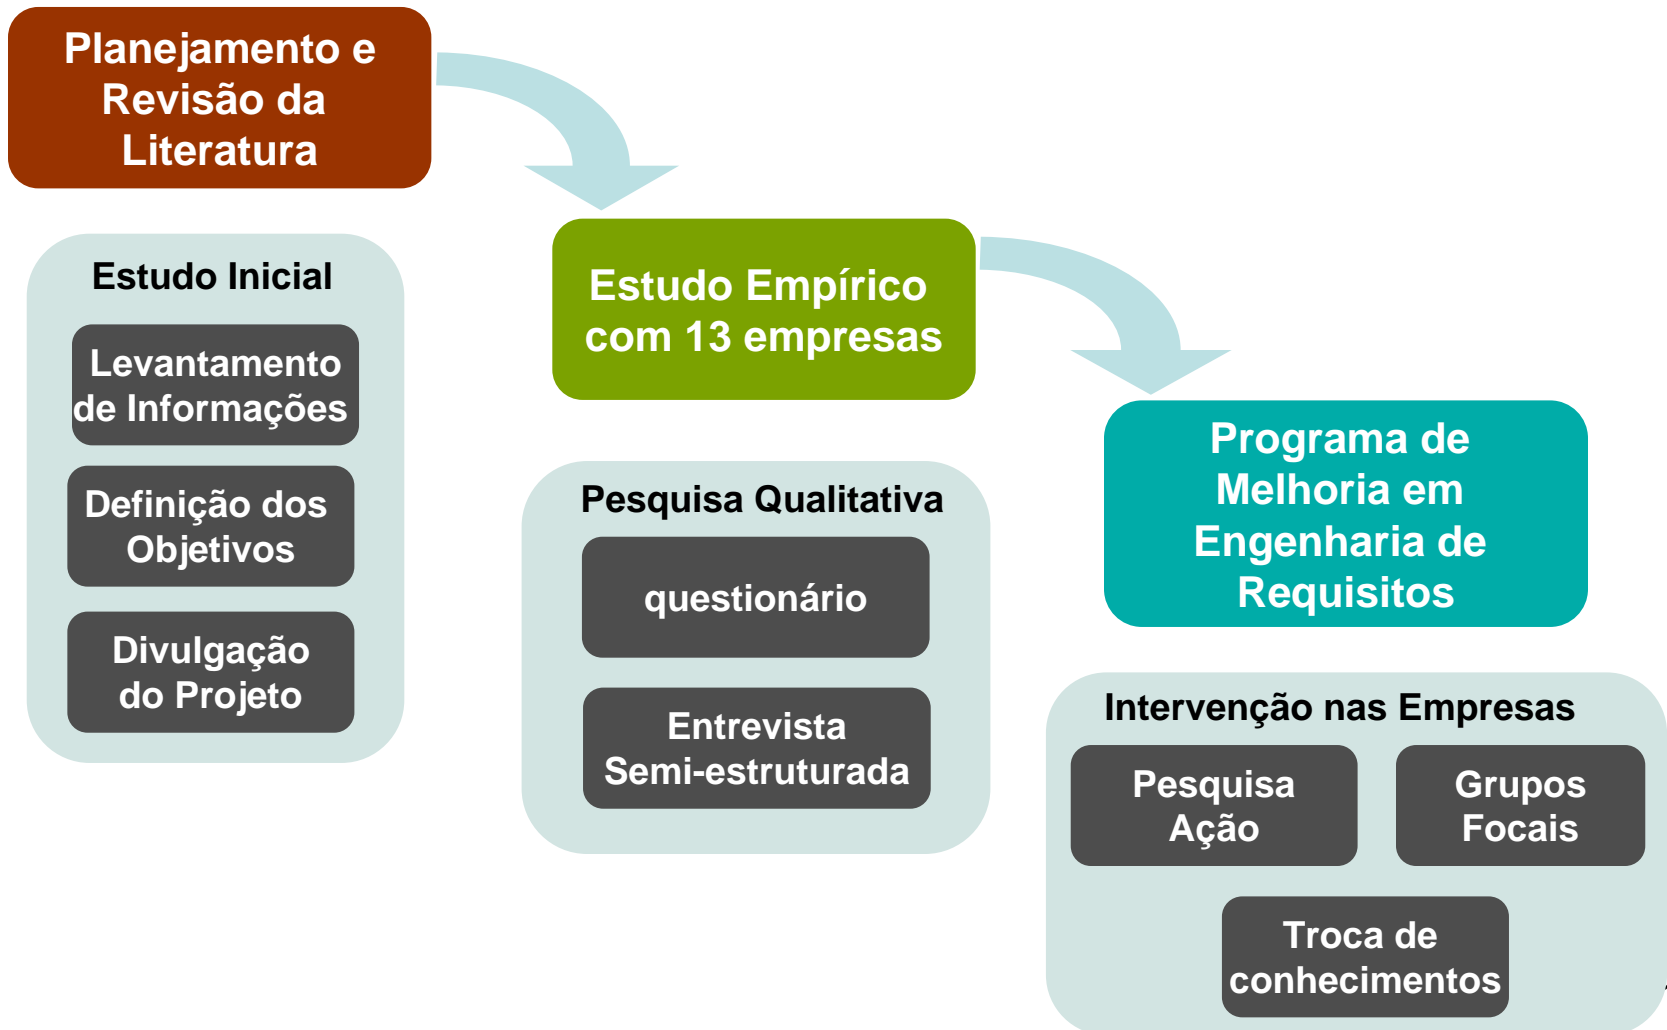 Planejamento e
Revisão da
Literatura
Estudo Inicial
Levantamento
de Informações
Definição dos
Objetivos
Divulgação
do Projeto
Estudo Empírico
com 13 empresas
Pesquisa Qualitativa
questionário
Entrevista
Semi-estruturada
Programa de
Melhoria em
Engenharia de
Requisitos
Intervenção nas Empresas
Pesquisa
Ação
Grupos
Focais
Troca de
conhecimentos